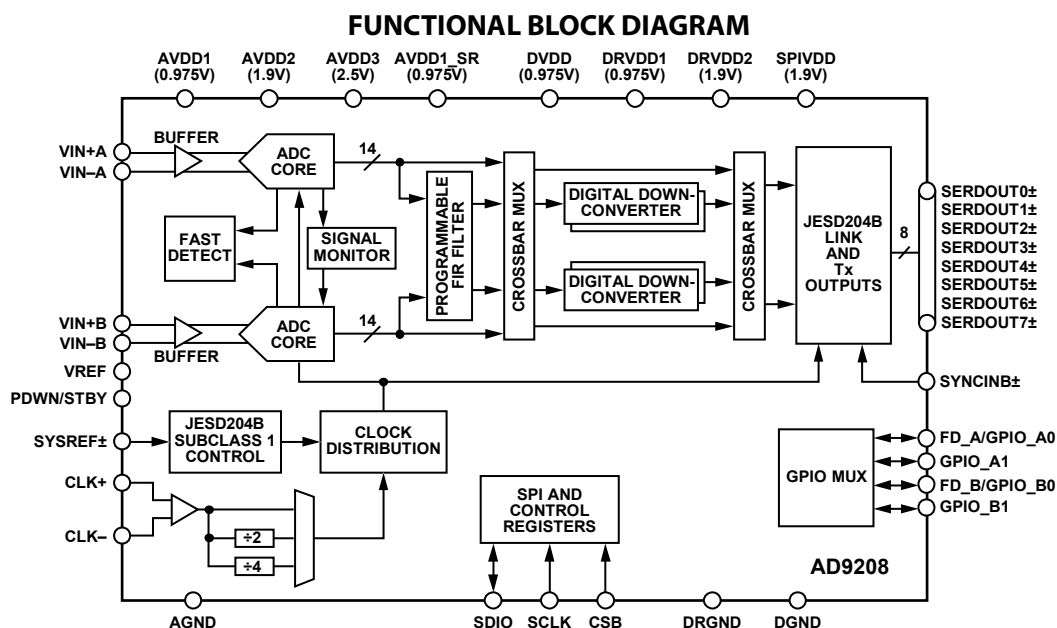 FUNCTIONAL BLOCK DIAGRAM
AVDD1
(0.975V)
AVDD2
(1.9V)
AVDD3
(2.5V)
AVDD1_SR
(0.975V)
DVDD
(0.975V)
DRVDD1
(0.975V)
DRVDD2
(1.9V)
SPIVDD
(1.9V)
VIN+A
VIN–A
BUFFER
ADC
CORE
14
FAST
DETECT
SIGNAL
MONITOR
PROGRAMMABLE
FIR FILTER
CROSSBAR MUX
DIGITAL DOWN-
CONVERTER
DIGITAL DOWN-
CONVERTER
CROSSBAR MUX
JESD204B
LINK
AND
Tx
OUTPUTS
8
SERDOUT0±
SERDOUT1±
SERDOUT2±
SERDOUT3±
SERDOUT4±
SERDOUT5±
SERDOUT6±
SERDOUT7±
VIN+B
VIN–B
BUFFER
ADC
CORE
14
VREF
PDWN/STBY
SYSREF±
JESD204B
SUBCLASS 1
CONTROL
CLOCK
DISTRIBUTION
SYNCINB±
CLK+
CLK–
÷2
÷4
SPI AND
CONTROL
REGISTERS
GPIO MUX
FD_A/GPIO_A0
GPIO_A1
FD_B/GPIO_B0
GPIO_B1
AD9208
AGND
SDIO
SCLK
CSB
DRGND
DGND